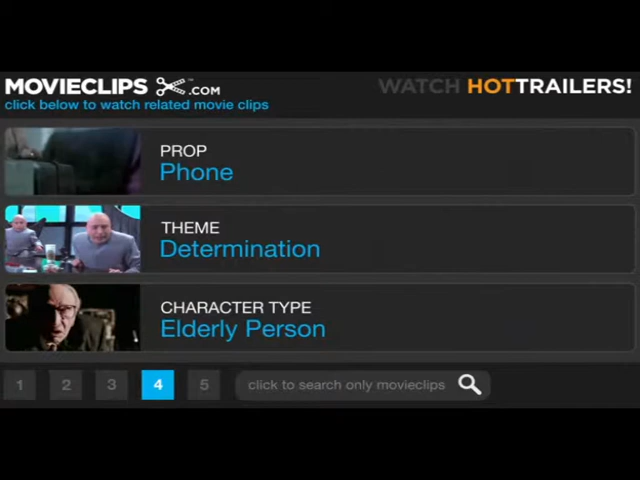 MOVIECLIPS .COM WATCH HOTTRAILERS!
click below to watch related movie clips
PROP
Phone
THEME
Determination
CHARACTER TYPE
Elderly Person
1 2 3 4 5 click to search only movieclips